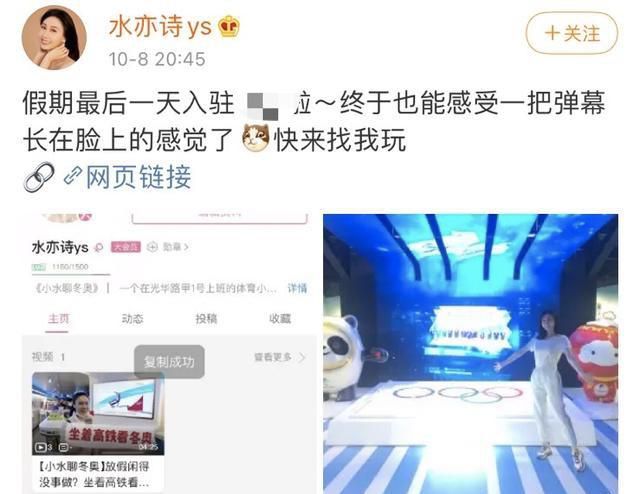 水亦诗ys
10-8 20:45
+关注
假期最后一天入驻 啦～终于也能感受一把弹幕
长在脸上的感觉了 快来找我玩
网页链接
水亦诗ys 大会员 勋章>
1160/1500
《小水聊冬奥》｜一个在光华路甲1号上班的体育小... 详情
主页 动态 投稿 收藏
视频 1 查看更多 >
复制成功
坐着高铁看冬奥
3 56 04:25
【小水聊冬奥】放假闲得
没事做？坐着高铁看…